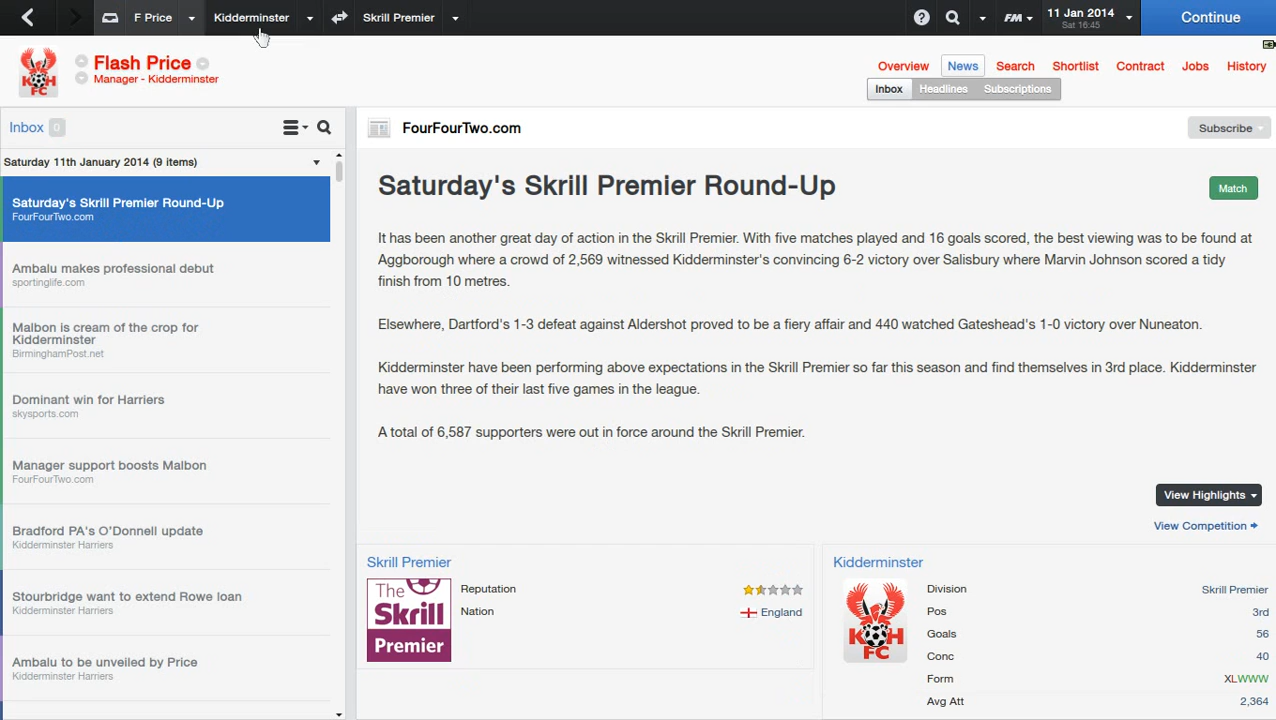 F Price
Kidderminster
Skrill Premier
FM
11 Jan 2014
Sat 16:45
Continue
Flash Price
Manager - Kidderminster
Overview
News
Search
Shortlist
Contract
Jobs
History
Inbox
Headlines
Subscriptions
Inbox 0
Saturday 11th January 2014 (9 items)
Saturday's Skrill Premier Round-Up
FourFourTwo.com
Ambalu makes professional debut
sportinglife.com
Malbon is cream of the crop for
Kidderminster
BirminghamPost.net
Dominant win for Harriers
skysports.com
Manager support boosts Malbon
FourFourTwo.com
Bradford PA's O'Donnell update
Kidderminster Harriers
Stourbridge want to extend Rowe loan
Kidderminster Harriers
Ambalu to be unveiled by Price
Kidderminster Harriers
FourFourTwo.com
Subscribe
Saturday's Skrill Premier Round-Up
Match
It has been another great day of action in the Skrill Premier. With five matches played and 16 goals scored, the best viewing was to be found at
Aggborough where a crowd of 2,569 witnessed Kidderminster's convincing 6-2 victory over Salisbury where Marvin Johnson scored a tidy
finish from 10 metres.
Elsewhere, Dartford's 1-3 defeat against Aldershot proved to be a fiery affair and 440 watched Gateshead's 1-0 victory over Nuneaton.
Kidderminster have been performing above expectations in the Skrill Premier so far this season and find themselves in 3rd place. Kidderminster
have won three of their last five games in the league.
A total of 6,587 supporters were out in force around the Skrill Premier.
View Highlights
View Competition
Skrill Premier
The
Skrill
Premier
Reputation
Nation England
Kidderminster
KHFC
Division Skrill Premier
Pos 3rd
Goals 56
Conc 40
Form XLWWW
Avg Att 2,364